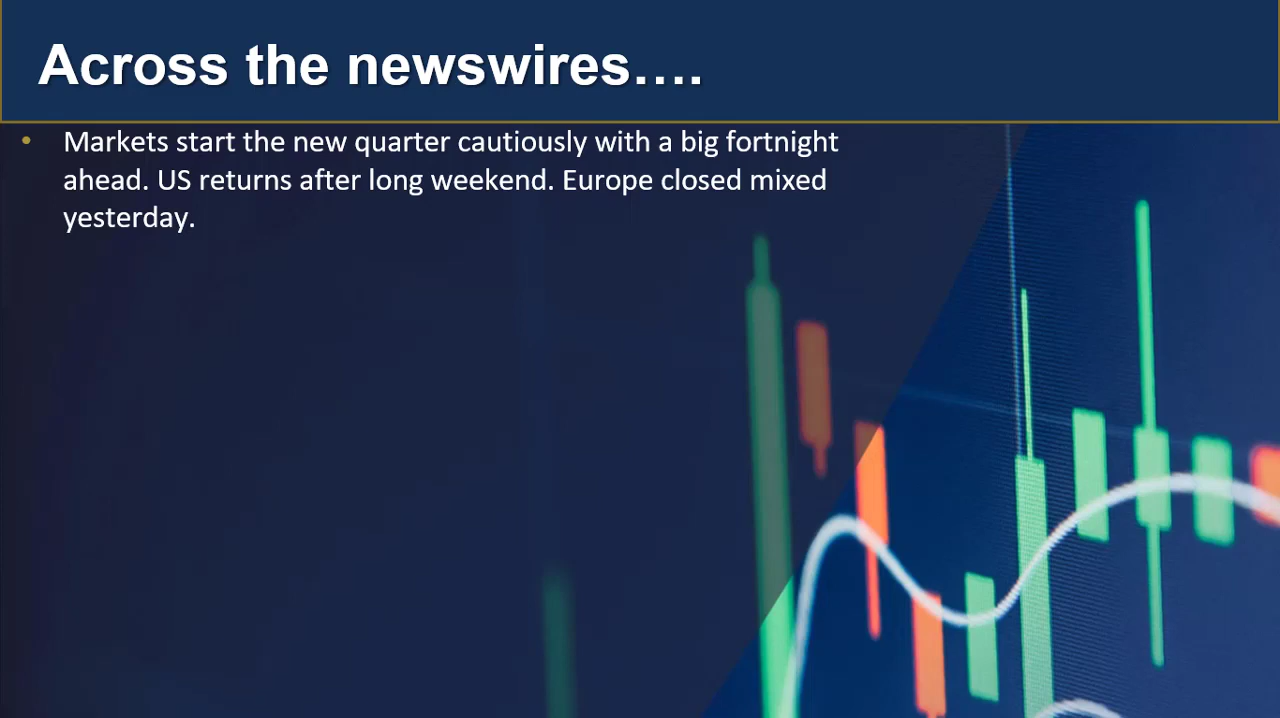 Across the newswires….
• Markets start the new quarter cautiously with a big fortnight
ahead. US returns after long weekend. Europe closed mixed
yesterday.